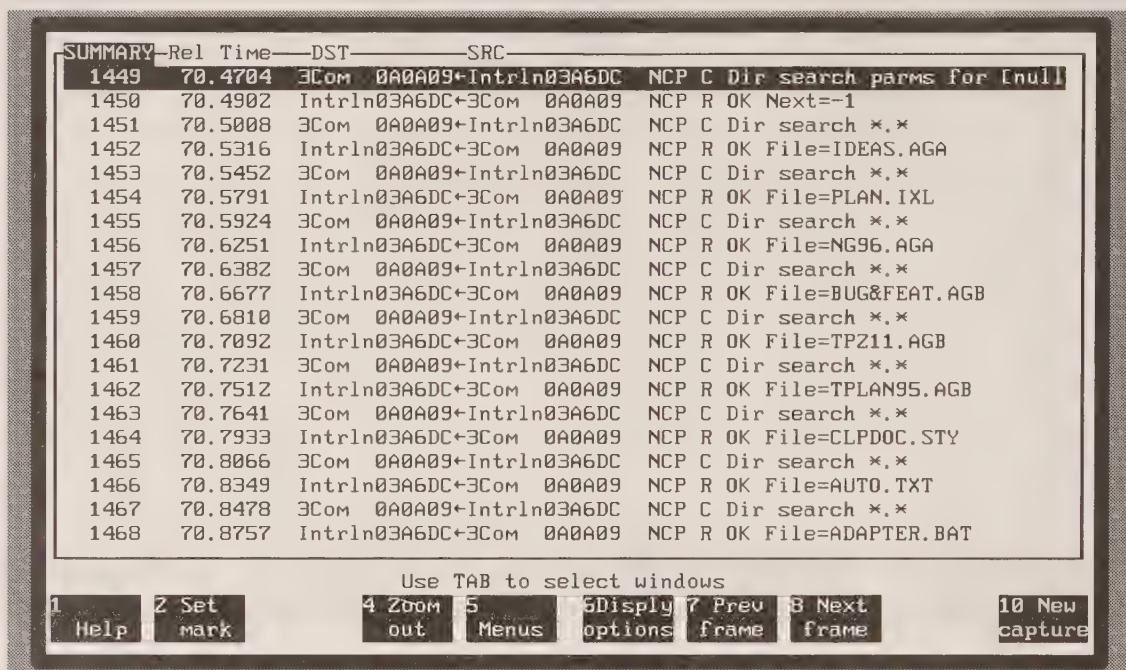 SUMMARY—Rel Time——DST————SRC————
1449 70.4704 3Com 0A0A09←Intrln03A6DC NCP C Dir search parms for [null
1450 70.4902 Intrln03A6DC←3Com 0A0A09 NCP R OK Next=-1
1451 70.5008 3Com 0A0A09←Intrln03A6DC NCP C Dir search *.*
1452 70.5316 Intrln03A6DC←3Com 0A0A09 NCP R OK File=IDEAS.AGA
1453 70.5452 3Com 0A0A09←Intrln03A6DC NCP C Dir search *.*
1454 70.5791 Intrln03A6DC←3Com 0A0A09 NCP R OK File=PLAN.IXL
1455 70.5924 3Com 0A0A09←Intrln03A6DC NCP C Dir search *.*
1456 70.6251 Intrln03A6DC←3Com 0A0A09 NCP R OK File=NG96.AGA
1457 70.6382 3Com 0A0A09←Intrln03A6DC NCP C Dir search *.*
1458 70.6677 Intrln03A6DC←3Com 0A0A09 NCP R OK File=BUG&FEAT.AGB
1459 70.6810 3Com 0A0A09←Intrln03A6DC NCP C Dir search *.*
1460 70.7092 Intrln03A6DC←3Com 0A0A09 NCP R OK File=TPZ11.AGB
1461 70.7231 3Com 0A0A09←Intrln03A6DC NCP C Dir search *.*
1462 70.7512 Intrln03A6DC←3Com 0A0A09 NCP R OK File=TPLAN95.AGB
1463 70.7641 3Com 0A0A09←Intrln03A6DC NCP C Dir search *.*
1464 70.7933 Intrln03A6DC←3Com 0A0A09 NCP R OK File=CLPDOC.STY
1465 70.8066 3Com 0A0A09←Intrln03A6DC NCP C Dir search *.*
1466 70.8349 Intrln03A6DC←3Com 0A0A09 NCP R OK File=AUTO.TXT
1467 70.8478 3Com 0A0A09←Intrln03A6DC NCP C Dir search *.*
1468 70.8757 Intrln03A6DC←3Com 0A0A09 NCP R OK File=ADAPTER.BAT
Use TAB to select windows
1 2 Set 4 Zoom 5 6Disply 7 Prev 8 Next 10 New
Help mark out Menus options frame frame capture